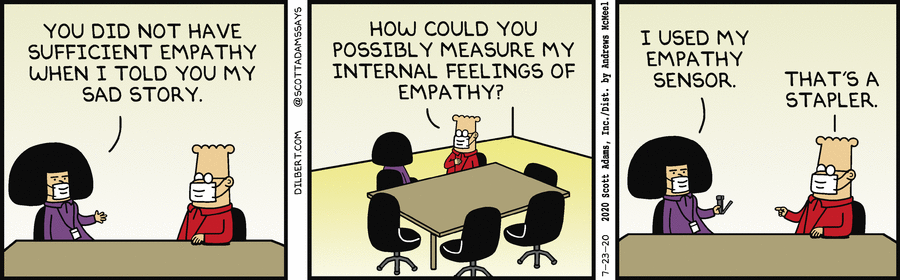 YOU DID NOT HAVE
SUFFICIENT EMPATHY
WHEN I TOLD YOU MY
SAD STORY.
DILBERT.COM @SCOTTADAMSSAYS
HOW COULD YOU
POSSIBLY MEASURE MY
INTERNAL FEELINGS OF
EMPATHY?
7-23-20 2020 Scott Adams, Inc./Dist. by Andrews McMeel
I USED MY
EMPATHY
SENSOR.
THAT'S A
STAPLER.